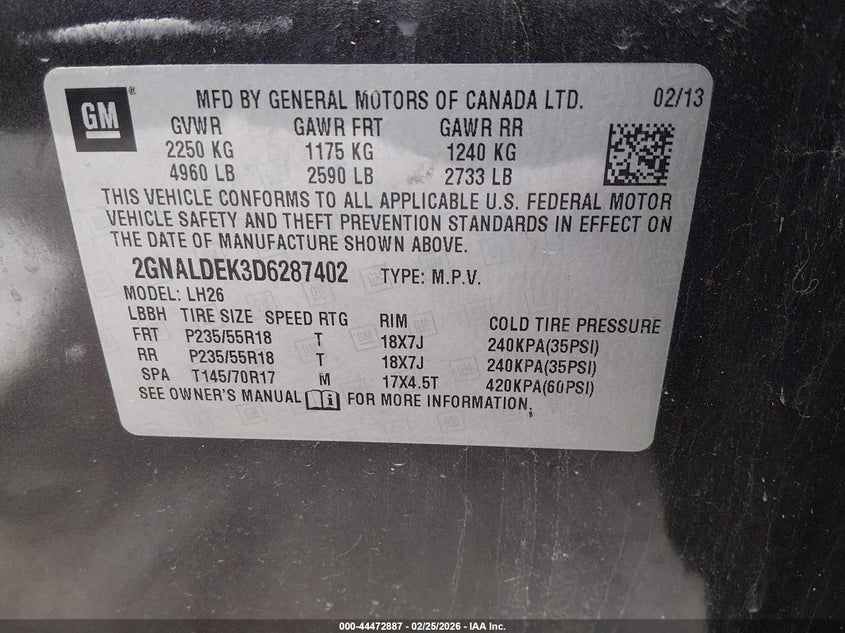 GM ®
MFD BY GENERAL MOTORS OF CANADA LTD. 02/13
GVWR GAWR FRT GAWR RR
2250 KG 1175 KG 1240 KG
4960 LB 2590 LB 2733 LB
THIS VEHICLE CONFORMS TO ALL APPLICABLE U.S. FEDERAL MOTOR
VEHICLE SAFETY AND THEFT PREVENTION STANDARDS IN EFFECT ON
THE DATE OF MANUFACTURE SHOWN ABOVE.
2GNALDEK3D6287402 TYPE: M.P.V.
MODEL: LH26
LBBH TIRE SIZE SPEED RTG RIM COLD TIRE PRESSURE
FRT P235/55R18 T 18X7J 240KPA(35PSI)
RR P235/55R18 T 18X7J 240KPA(35PSI)
SPA T145/70R17 M 17X4.5T 420KPA(60PSI)
SEE OWNER'S MANUAL i FOR MORE INFORMATION.
000-44472887 - 02/25/2026 - IAA Inc.